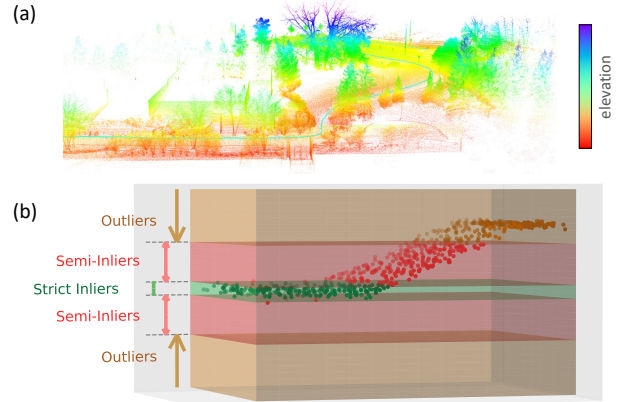 (a)
elevation
(b)
Outliers
Semi-Inliers
Strict Inliers
Semi-Inliers
Outliers